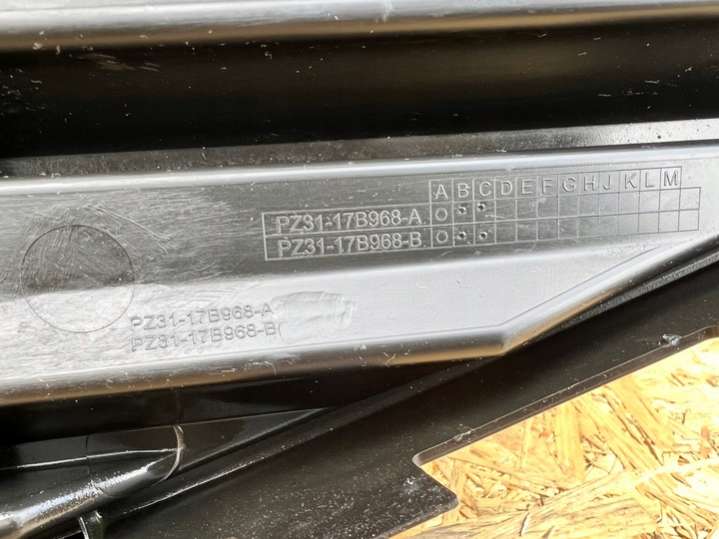 A B C D E F G H J K L M
PZ31-17B968-A
PZ31-17B968-B
PZ31-17B968-A
PZ31-17B968-B